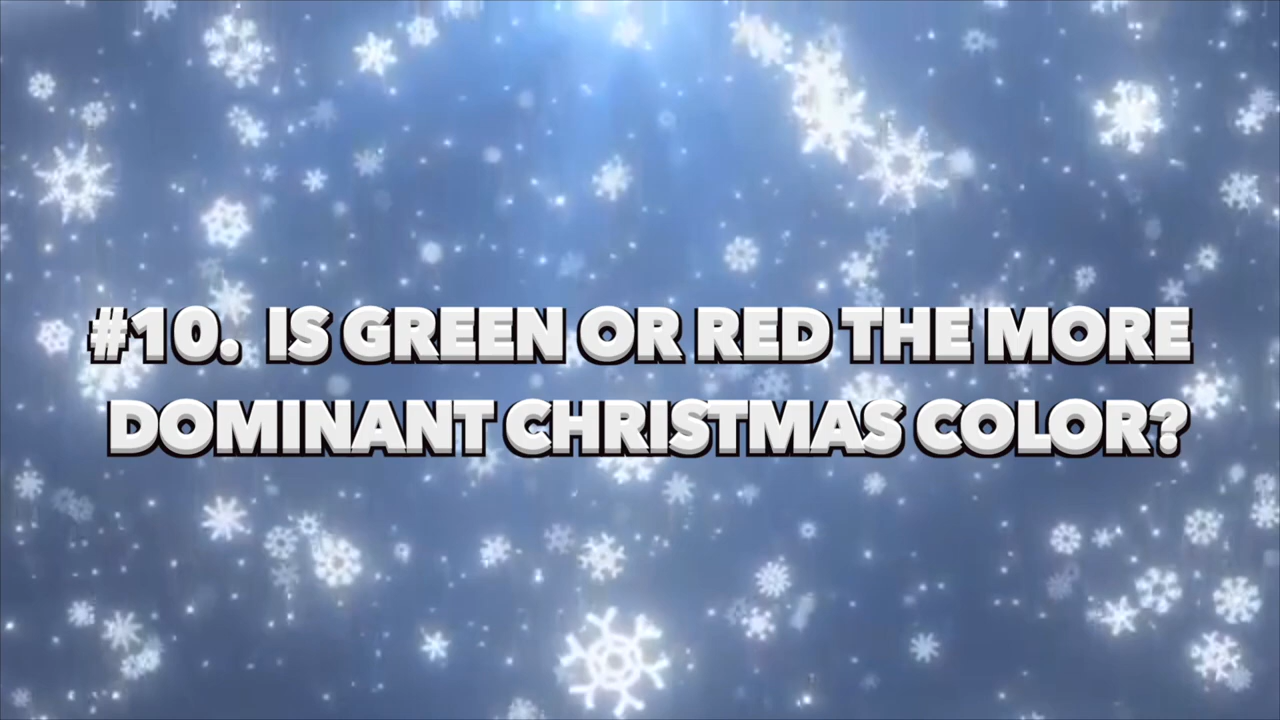 #10.  IS GREEN OR RED THE MORE
DOMINANT CHRISTMAS COLOR?